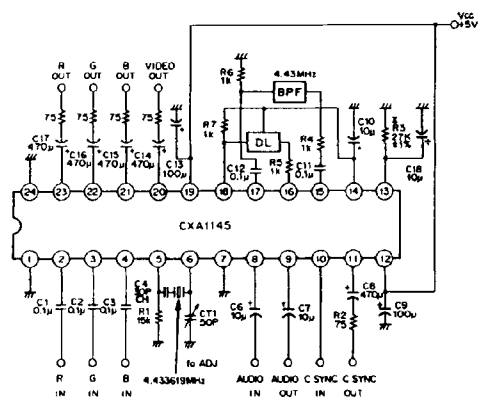 Vcc
+5V
R OUT
G OUT
B OUT
VIDEO OUT
75
75
75
75
C17 470μ
C16 470μ
C15 470μ
C14 470μ
C13 100μ
R6 1k
4.43MHz
BPF
R7 1k
DL
R4 1k
C12 0.1μ
R5 1k
C11 0.1μ
C10 10μ
R3 27K ±1%
C18 10μ
24 23 22 21 20 19 18 17 16 15 14 13
CXA1145
1 2 3 4 5 6 7 8 9 10 11 12
C1 0.1μ
C2 0.1μ
C3 0.1μ
C4
CH
R1 15k
CT1 50P
C6 10μ
C7 10μ
C8 470μ
R2 75
C9 100μ
fo ADJ
4.433619MHz
R IN
G IN
B IN
AUDIO IN
AUDIO OUT
C SYNC IN
C SYNC OUT